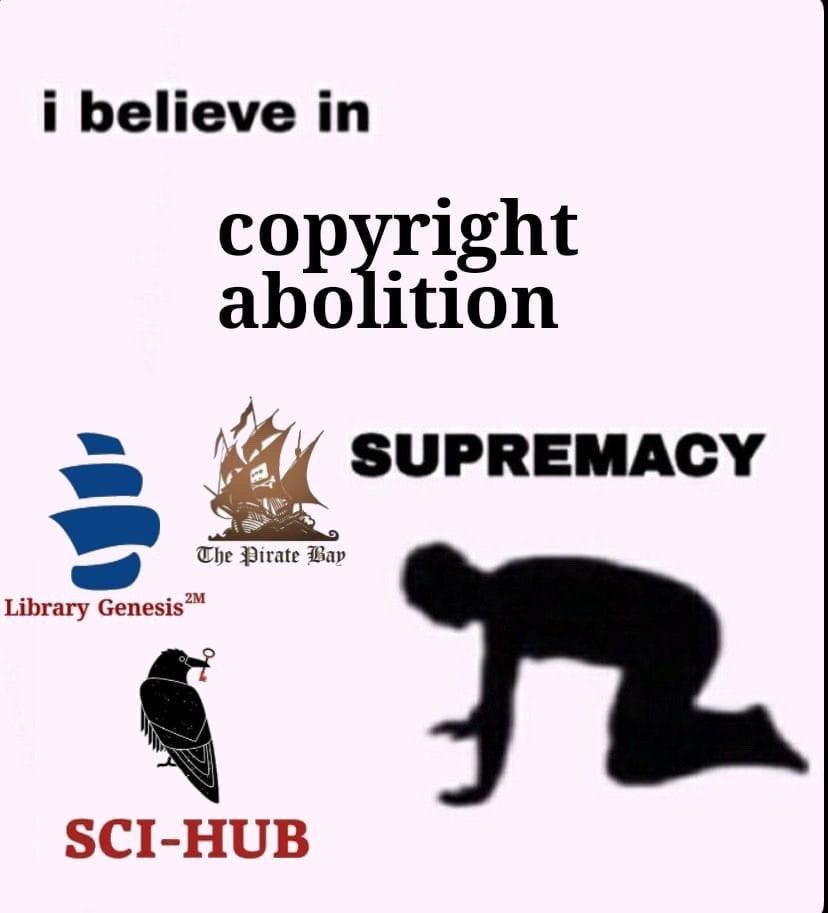 i believe in
copyright
abolition
SUPREMACY
The Pirate Bay
Library Genesis2M
SCI-HUB